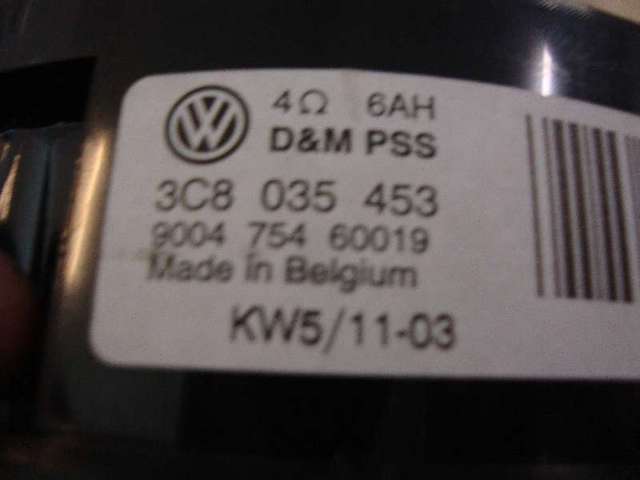 4Ω 6AH
D&M PSS
3C8 035 453
9004 754 60019
Made in Belgium
KW5/11-03